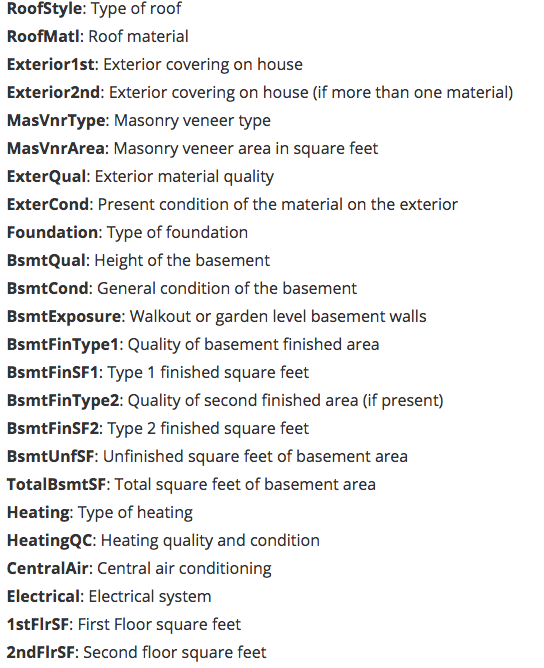 RoofStyle: Type of roof
RoofMatl: Roof material
Exterior1st: Exterior covering on house
Exterior2nd: Exterior covering on house (if more than one material)
MasVnrType: Masonry veneer type
MasVnrArea: Masonry veneer area in square feet
ExterQual: Exterior material quality
ExterCond: Present condition of the material on the exterior
Foundation: Type of foundation
BsmtQual: Height of the basement
BsmtCond: General condition of the basement
BsmtExposure: Walkout or garden level basement walls
BsmtFinType1: Quality of basement finished area
BsmtFinSF1: Type 1 finished square feet
BsmtFinType2: Quality of second finished area (if present)
BsmtFinSF2: Type 2 finished square feet
BsmtUnfSF: Unfinished square feet of basement area
TotalBsmtSF: Total square feet of basement area
Heating: Type of heating
HeatingQC: Heating quality and condition
CentralAir: Central air conditioning
Electrical: Electrical system
1stFlrSF: First Floor square feet
2ndFlrSF: Second floor square feet